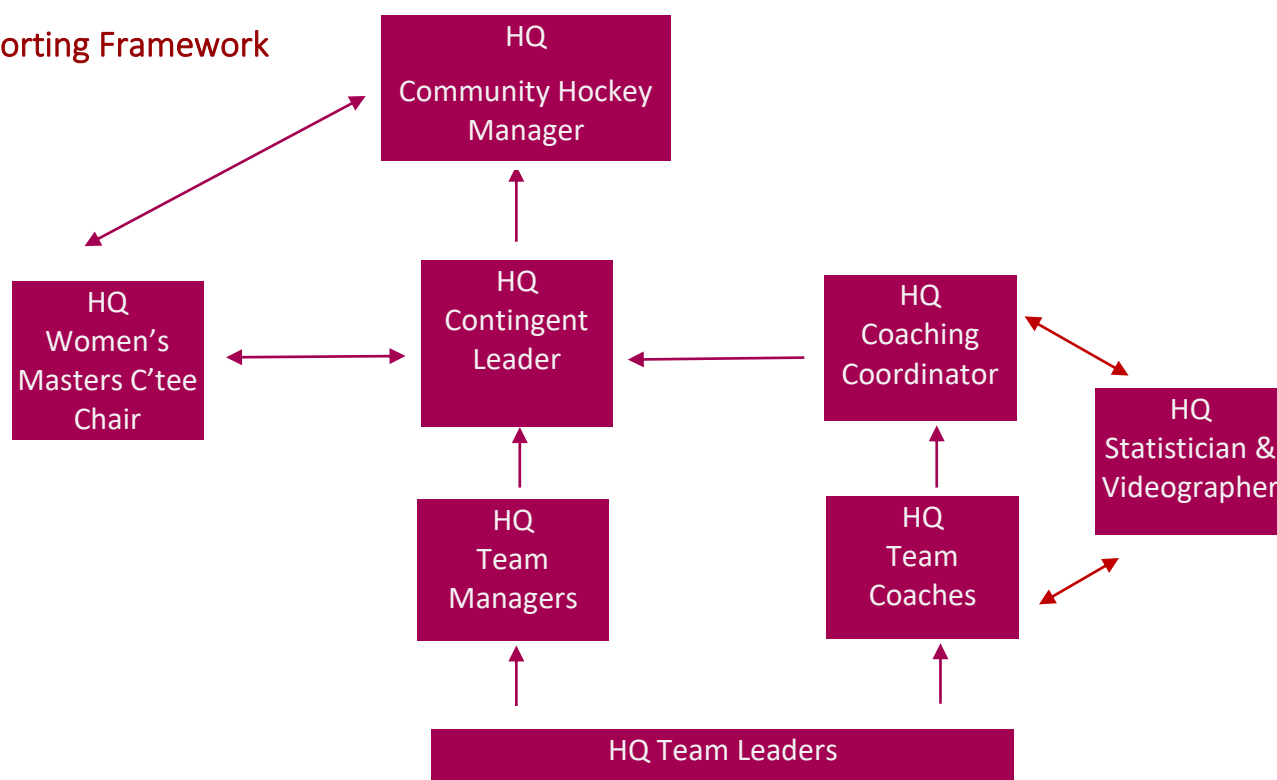 orting Framework
HQ
Community Hockey
Manager
HQ
Women’s
Masters C’tee
Chair
HQ
Contingent
Leader
HQ
Coaching
Coordinator
HQ
Statistician &
Videographer
HQ
Team
Managers
HQ
Team
Coaches
HQ Team Leaders